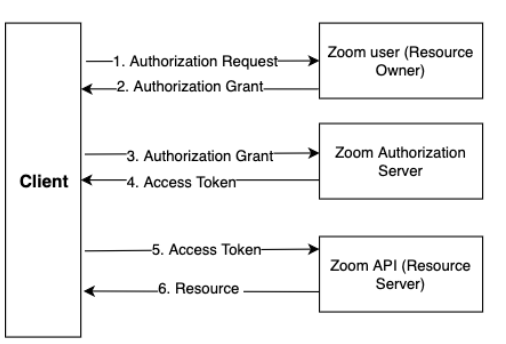 1. Authorization Request
Zoom user (Resource
Owner)
2. Authorization Grant
Client
3. Authorization Grant
Zoom Authorization
Server
4. Access Token
5. Access Token
Zoom API (Resource
Server)
6. Resource